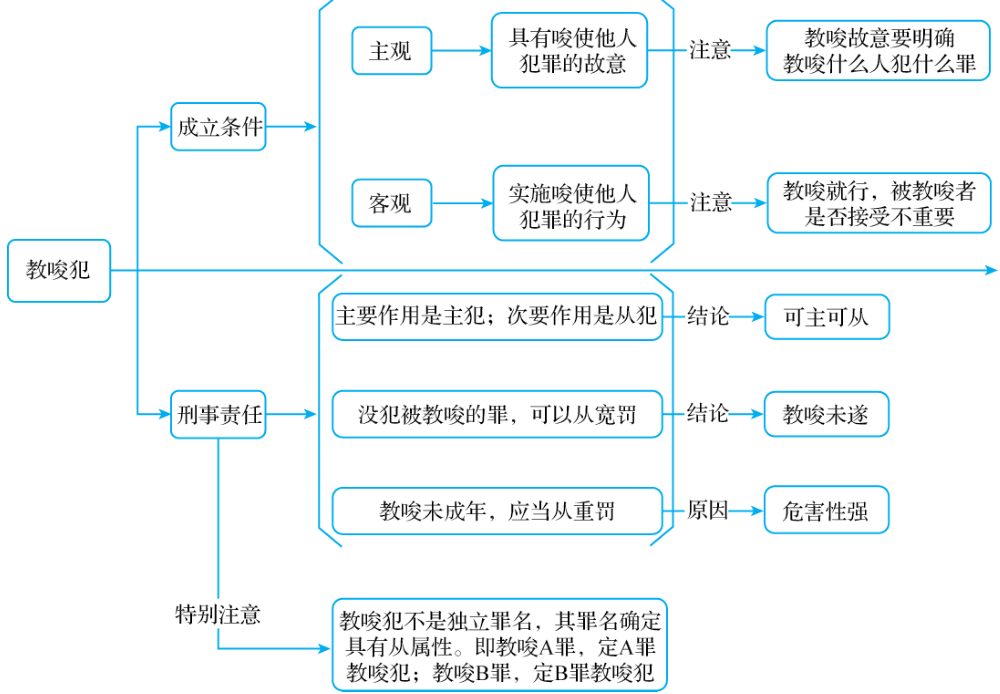 教唆犯
成立条件
主观
具有唆使他人
犯罪的故意
注意
教唆故意要明确
教唆什么人犯什么罪
客观
实施唆使他人
犯罪的行为
注意
教唆就行，被教唆者
是否接受不重要
刑事责任
主要作用是主犯；次要作用是从犯
结论
可主可从
没犯被教唆的罪，可以从宽罚
结论
教唆未遂
教唆未成年，应当从重罚
原因
危害性强
特别注意
教唆犯不是独立罪名，其罪名确定
具有从属性。即教唆A罪，定A罪
教唆犯；教唆B罪，定B罪教唆犯